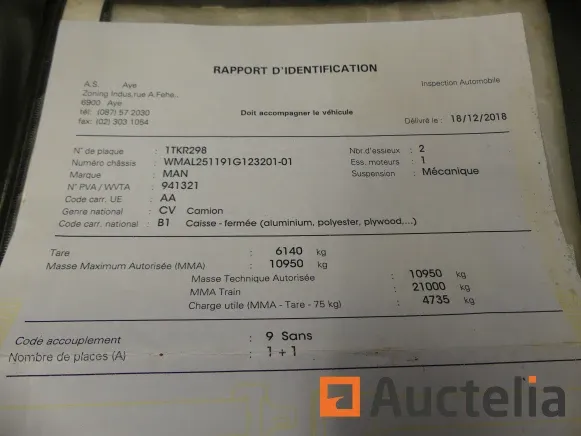 RAPPORT D'IDENTIFICATION
A.S. Aye
Zoning Indus,rue A.Feher,
6900 Aye
tél: (087) 57 2030
fax: (02) 303 1054
Inspection Automobile
Doit accompagner le véhicule
Délivré le : 18/12/2018
N° de plaque : 1TKR298
Nbr.d'essieux : 2
Numéro châssis : WMAL251191G123201-01
Ess. moteurs : 1
Marque : MAN
Suspension : Mécanique
N° PVA / WVTA : 941321
Code carr. UE : AA
Genre national : CV Camion
Code carr. national : B1 Caisse - fermée (aluminium, polyester, plywood,...)
Tare : 6140 kg
Masse Maximum Autorisée (MMA) : 10950 kg
Masse Technique Autorisée : 10950 kg
MMA Train : 21000 kg
Charge utile (MMA - Tare - 75 kg) : 4735 kg
Code accouplement : 9 Sans
Nombre de places (A) : 1 + 1
Auctelia